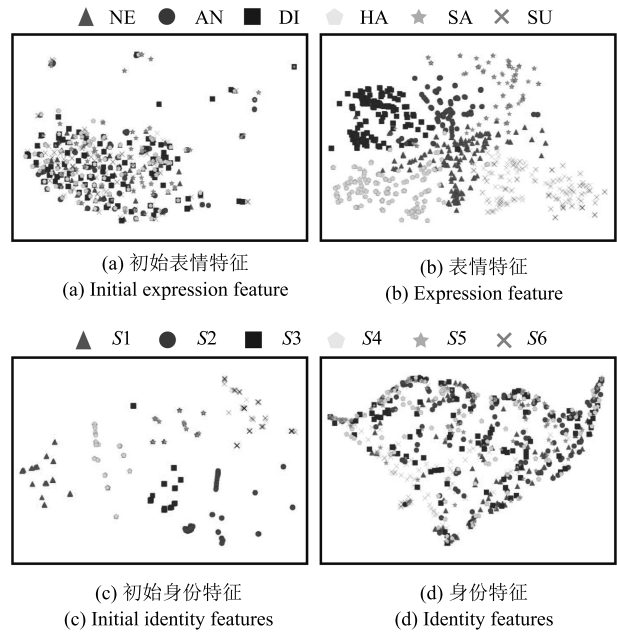 NE AN DI HA SA SU
(a) 初始表情特征
(a) Initial expression feature
(b) 表情特征
(b) Expression feature
S1 S2 S3 S4 S5 S6
(c) 初始身份特征
(c) Initial identity features
(d) 身份特征
(d) Identity features